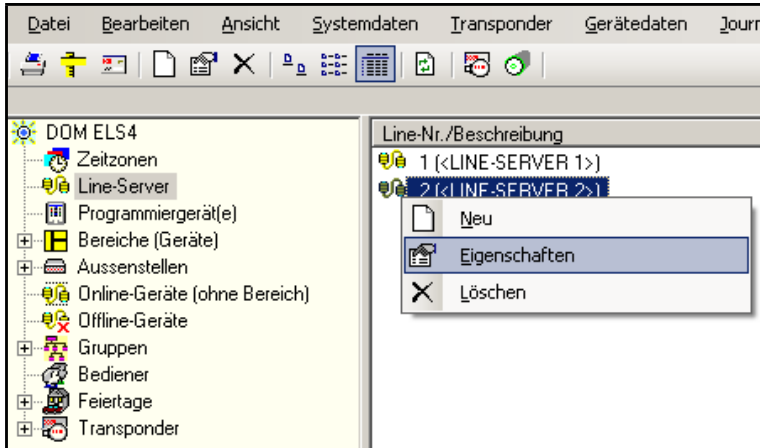 Datei Bearbeiten Ansicht Systemdaten Transponder Gerätedaten Journ
DOM ELS4
Zeitzonen
Line-Server
Programmiergerät(e)
Bereiche (Geräte)
Aussenstellen
Online-Geräte (ohne Bereich)
Offline-Geräte
Gruppen
Bediener
Feiertage
Transponder
Line-Nr./Beschreibung
1 (<LINE-SERVER 1>)
2 (<LINE-SERVER 2>)
Neu
Eigenschaften
Löschen